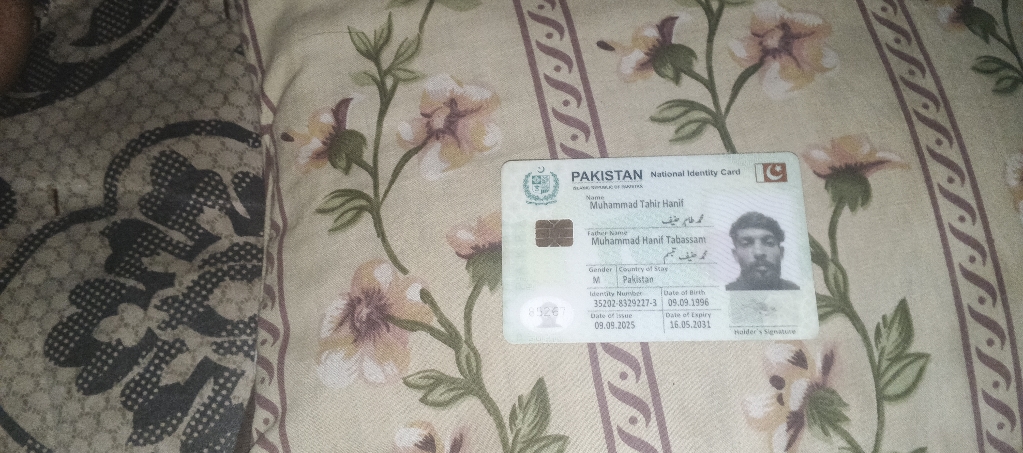 PAKISTAN National Identity Card
ISLAMIC REPUBLIC OF PAKISTAN
Name
Muhammad Tahir Hanif
محمد طاہر حنیف
Father Name
Muhammad Hanif Tabassam
محمد حنیف تبسم
Gender Country of Stay
M Pakistan
Identity Number Date of Birth
35202-8329227-3 09.09.1996
Date of Issue Date of Expiry
09.09.2025 16.05.2031
Holder's Signature